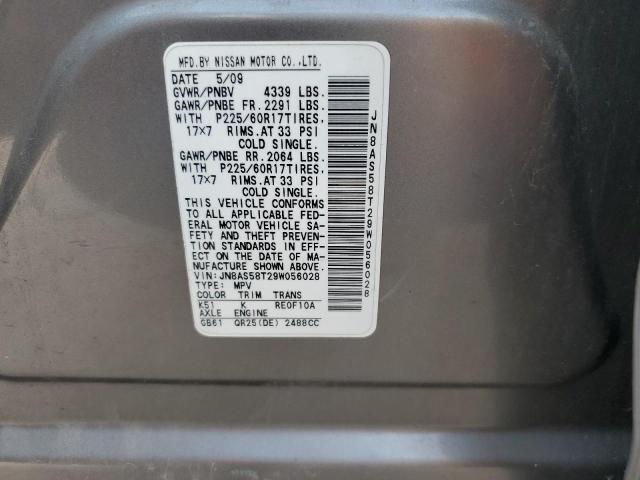 MFD.BY NISSAN MOTOR CO.,LTD.
DATE 5/09
GVWR/PNBV 4339 LBS.
GAWR/PNBE FR.2291 LBS.
WITH P225/60R17TIRES,
17x7 RIMS.AT 33 PSI
COLD SINGLE.
GAWR/PNBE RR.2064 LBS.
WITH P225/60R17TIRES,
17x7 RIMS.AT 33 PSI
COLD SINGLE.
THIS VEHICLE CONFORMS
TO ALL APPLICABLE FED-
ERAL MOTOR VEHICLE SA-
FETY AND THEFT PREVEN-
TION STANDARDS IN EFF-
ECT ON THE DATE OF MA-
NUFACTURE SHOWN ABOVE.
VIN:JN8AS58T29W056028
TYPE: MPV
COLOR TRIM TRANS
K51 K RE0F10A
AXLE ENGINE
GB61 QR25(DE) 2488CC
JN8AS58T29W056028